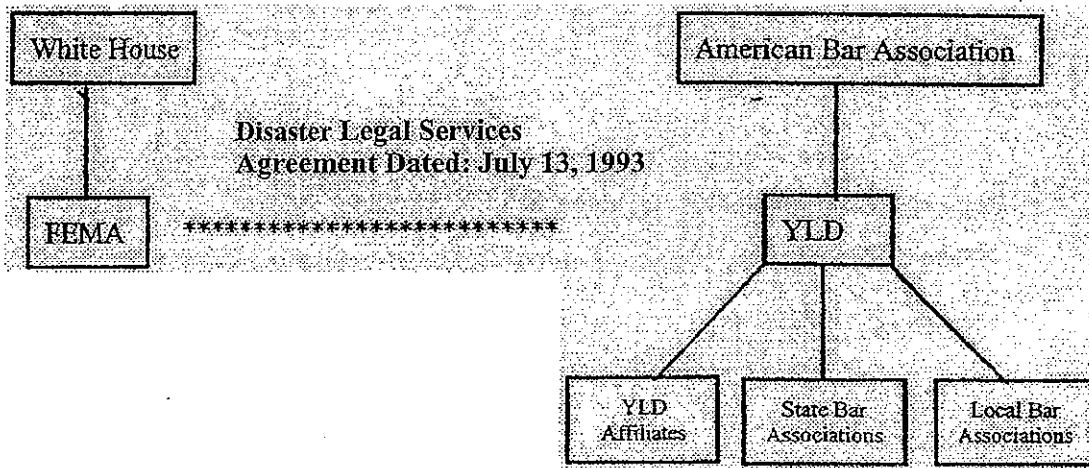 White House
American Bar Association
Disaster Legal Services
Agreement Dated: July 13, 1993
FEMA
**************************
YLD
YLD
Affiliates
State Bar
Associations
Local Bar
Associations